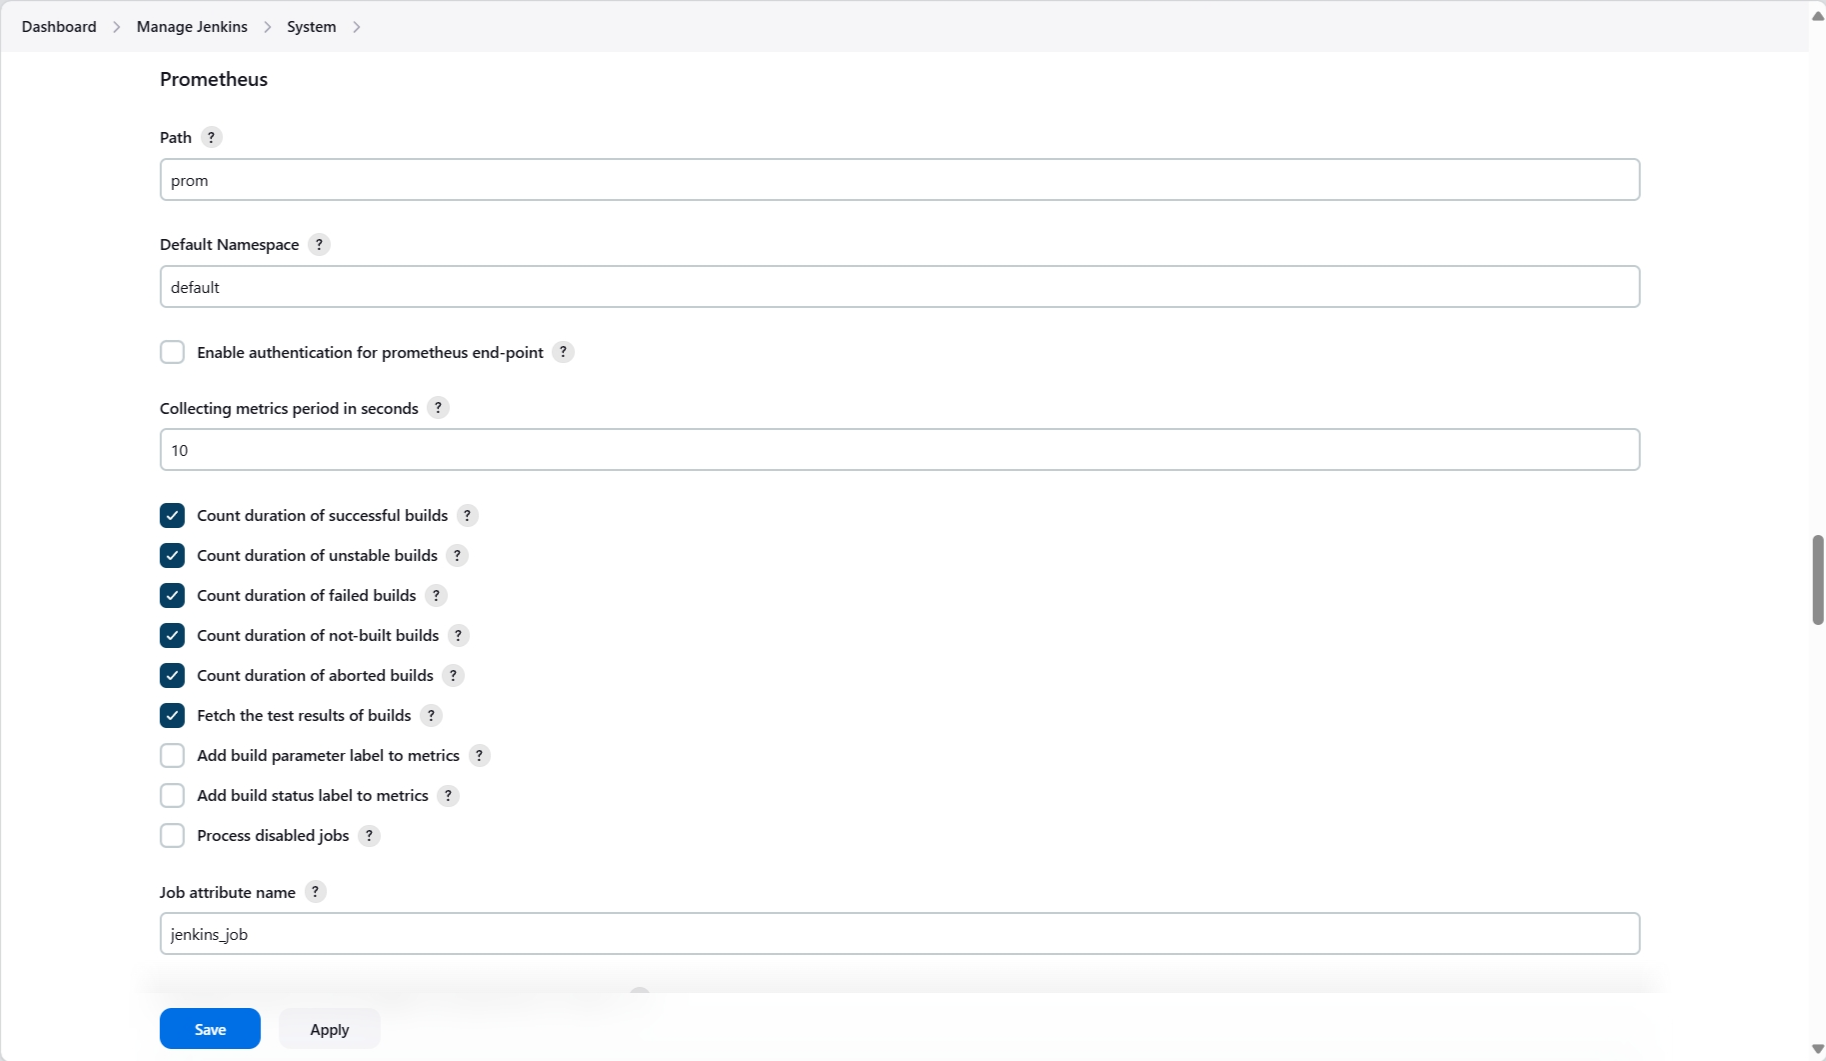 Dashboard > Manage Jenkins > System >
Prometheus
Path ?
prom
Default Namespace ?
default
Enable authentication for prometheus end-point ?
Collecting metrics period in seconds ?
10
Count duration of successful builds ?
Count duration of unstable builds ?
Count duration of failed builds ?
Count duration of not-built builds ?
Count duration of aborted builds ?
Fetch the test results of builds ?
Add build parameter label to metrics ?
Add build status label to metrics ?
Process disabled jobs ?
Job attribute name ?
jenkins_job
Save Apply